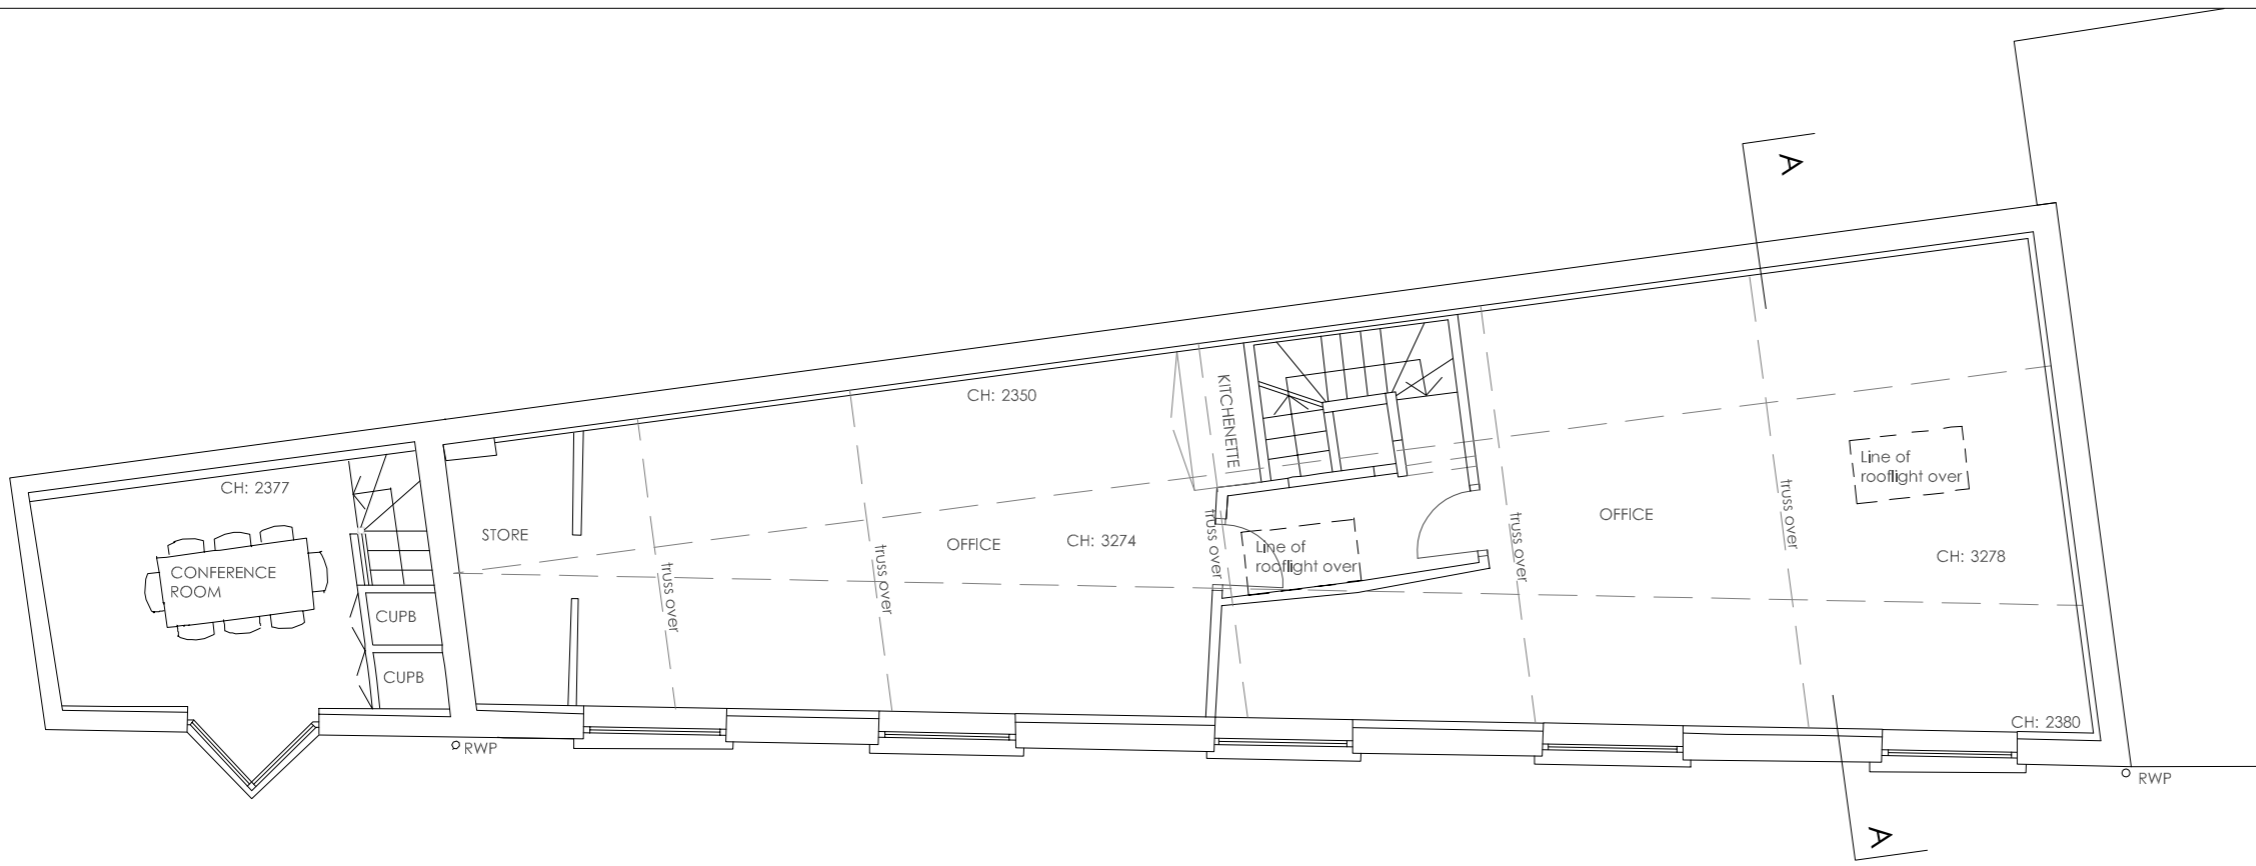 A
CH: 2350
KITCHENETTE
CH: 2377
Line of
rooflight over
STORE
OFFICE
CH: 3274
truss over
truss over
truss over
Line of
rooflight over
truss over
OFFICE
truss over
CH: 3278
CONFERENCE
ROOM
CUPB
CUPB
CH: 2380
RWP
RWP
A